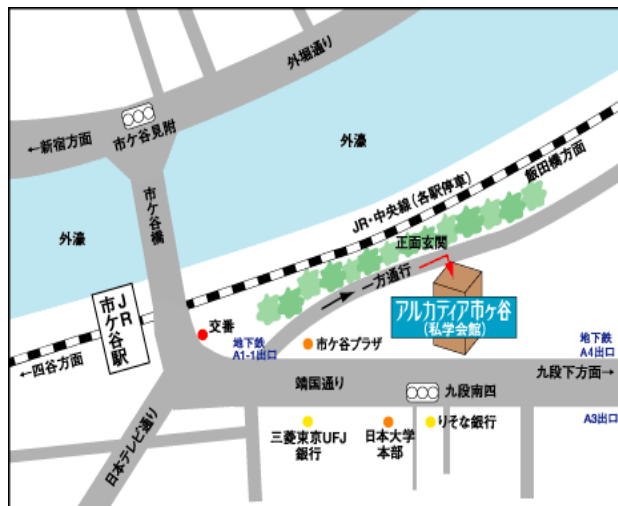 外堀通り
←新宿方面
市ケ谷見附
外濠
市ケ谷橋
飯田橋方面
JR・中央線（各駅停車）
外濠
正面玄関
一方通行
アルカディア市ヶ谷
（私学会館）
JR
市ケ谷駅
交番
地下鉄
A1-1出口
市ケ谷プラザ
地下鉄
A4出口
←四谷方面
靖国通り
九段南四
九段下方面→
日本テレビ通り
三菱東京UFJ
銀行
日本大学
本部
りそな銀行
A3出口